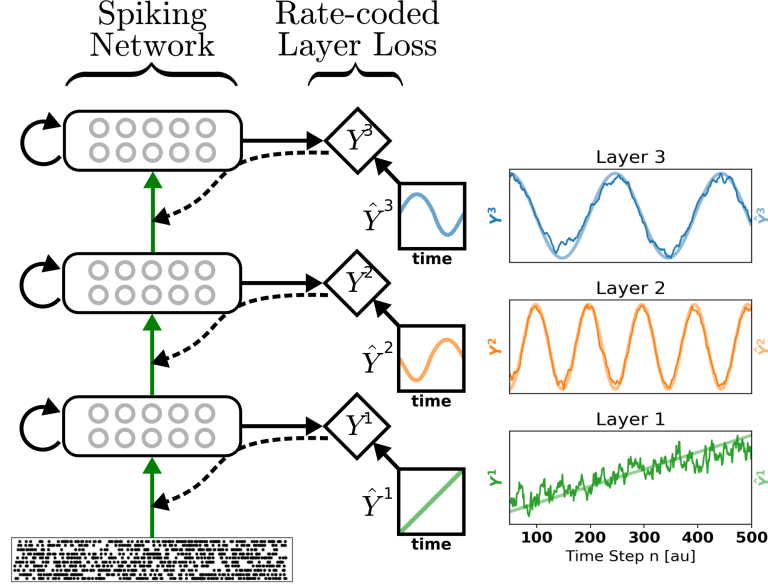 Spiking
Network
Rate-coded
Layer Loss
Y³
Ŷ³
time
Y²
Ŷ²
time
Y¹
Ŷ¹
time
Layer 3
Y³
Ŷ³
Layer 2
Y²
Ŷ²
Layer 1
Y¹
Ŷ¹
100 200 300 400 500
Time Step n [au]